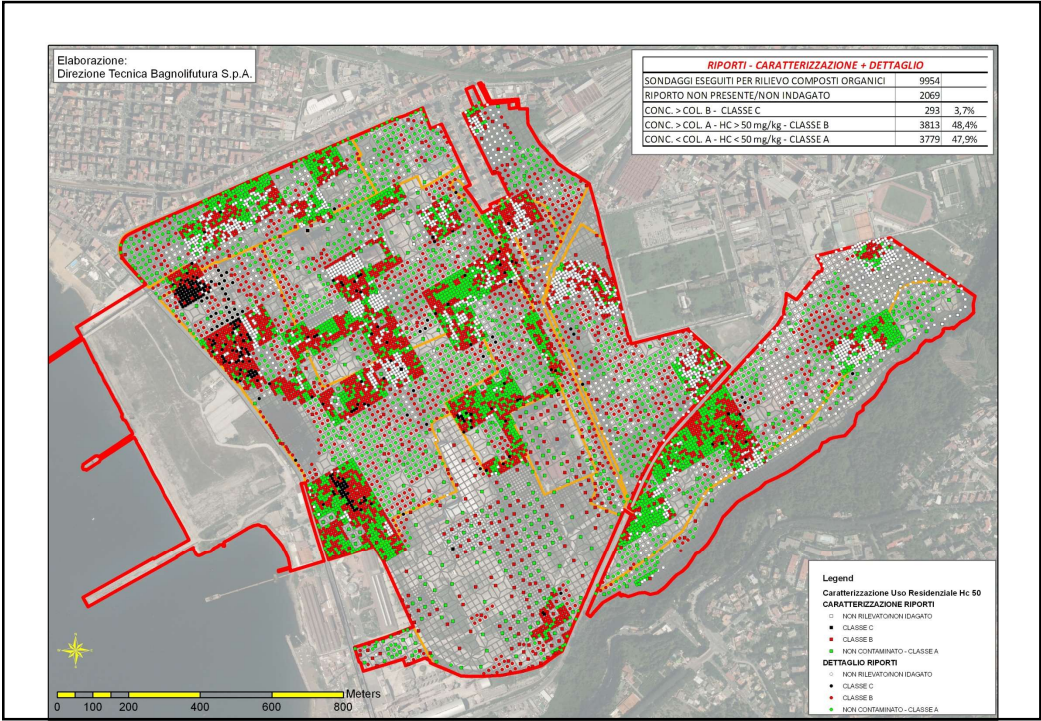 Elaborazione:
Direzione Tecnica Bagnolifutura S.p.A.
RIPORTI - CARATTERIZZAZIONE + DETTAGLIO
SONDAGGI ESEGUITI PER RILIEVO COMPOSTI ORGANICI 9954
RIPORTO NON PRESENTE/NON INDAGATO 2069
CONC. > COL. B - CLASSE C 293 3,7%
CONC. > COL. A - HC > 50 mg/kg - CLASSE B 3813 48,4%
CONC. < COL. A - HC < 50 mg/kg - CLASSE A 3779 47,9%
Legend
Caratterizzazione Uso Residenziale Hc 50
CARATTERIZZAZIONE RIPORTI
NON RILEVATO/NON IDAGATO
CLASSE C
CLASSE B
NON CONTAMINATO - CLASSE A
DETTAGLIO RIPORTI
NON RILEVATO/NON IDAGATO
CLASSE C
CLASSE B
NON CONTAMINATO - CLASSE A
Meters
0 100 200 400 600 800